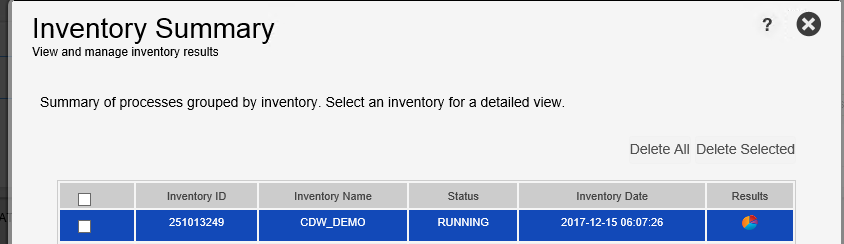 Inventory Summary
?
View and manage inventory results
Summary of processes grouped by inventory. Select an inventory for a detailed view.
Delete All Delete Selected
Inventory ID Inventory Name Status Inventory Date Results
251013249 CDW_DEMO RUNNING 2017-12-15 06:07:26